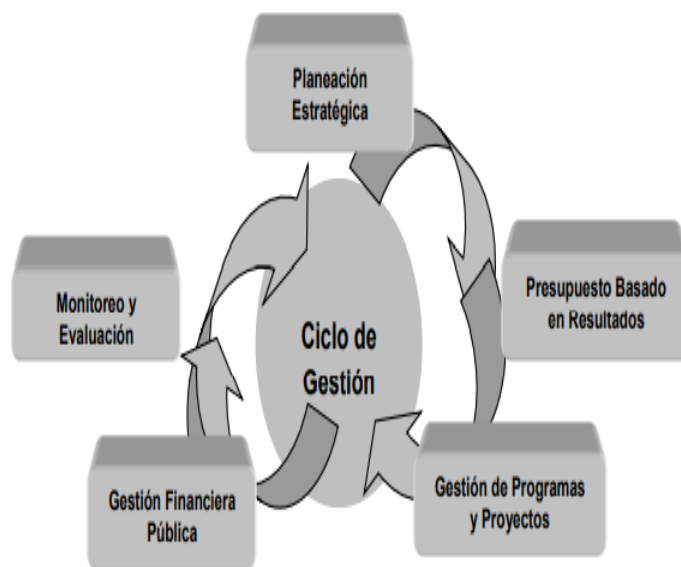 Planeación
Estratégica
Presupuesto Basado
en Resultados
Gestión de Programas
y Proyectos
Gestión Financiera
Pública
Monitoreo y
Evaluación
Ciclo de
Gestión